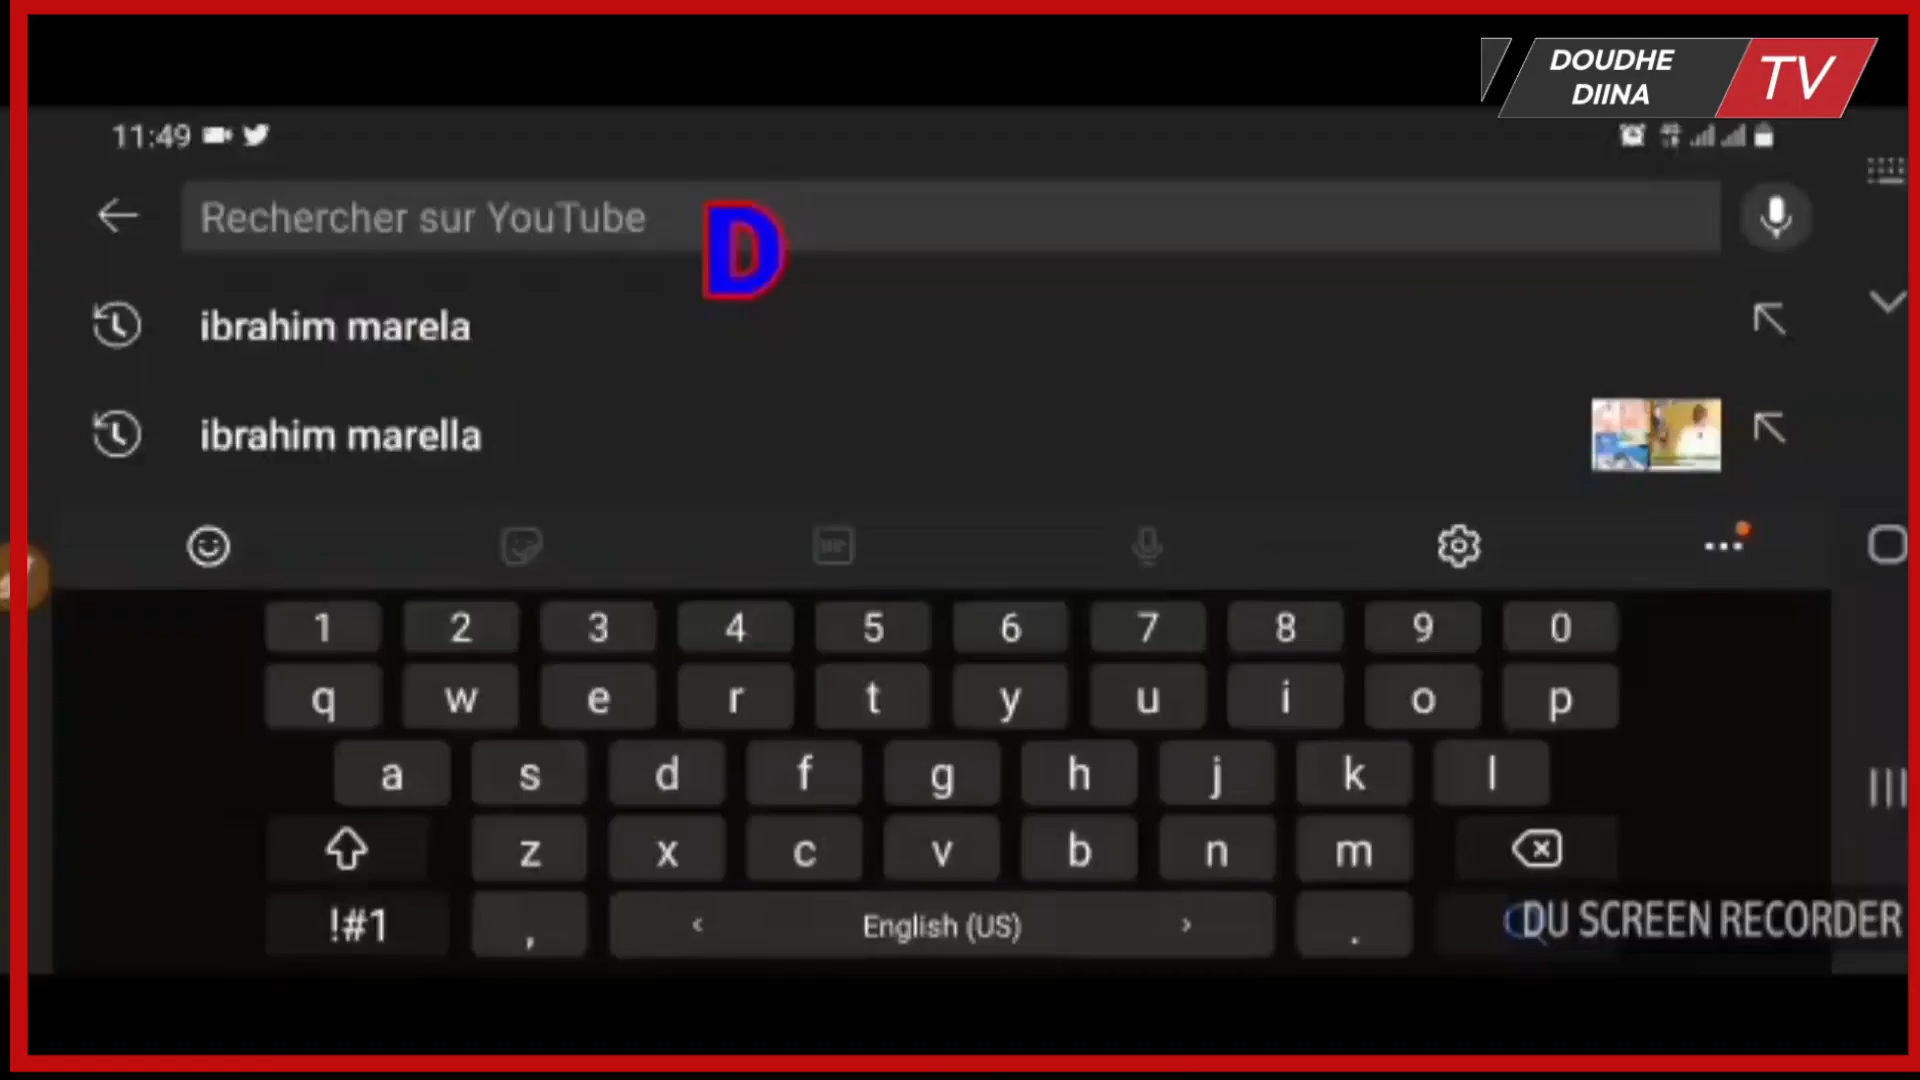 DOUDHE
DIINA
TV
11:49
Rechercher sur YouTube
D
ibrahim marela
ibrahim marella
1 2 3 4 5 6 7 8 9 0
q w e r t y u i o p
a s d f g h j k l
z x c v b n m
!#1 , < English (US) > .
DU SCREEN RECORDER